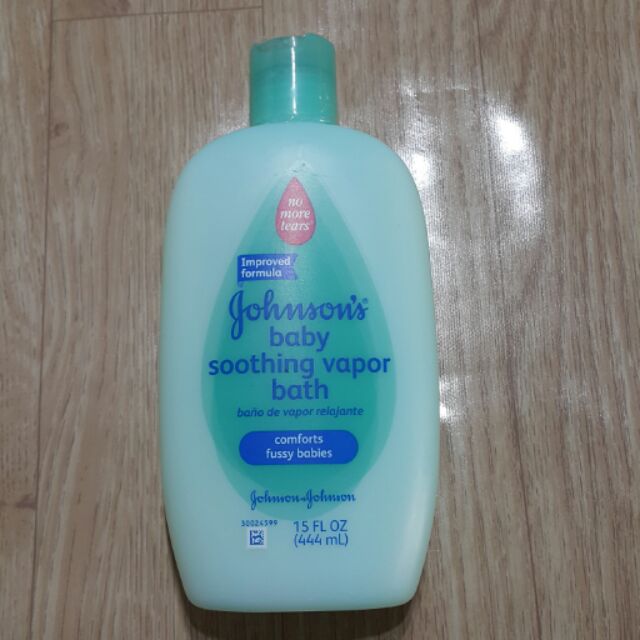 no
more
tears®
Improved
formula
Johnson's®
baby
soothing vapor
bath
baño de vapor relajante
comforts
fussy babies
Johnson & Johnson
30024599
15 FL OZ
(444 mL)